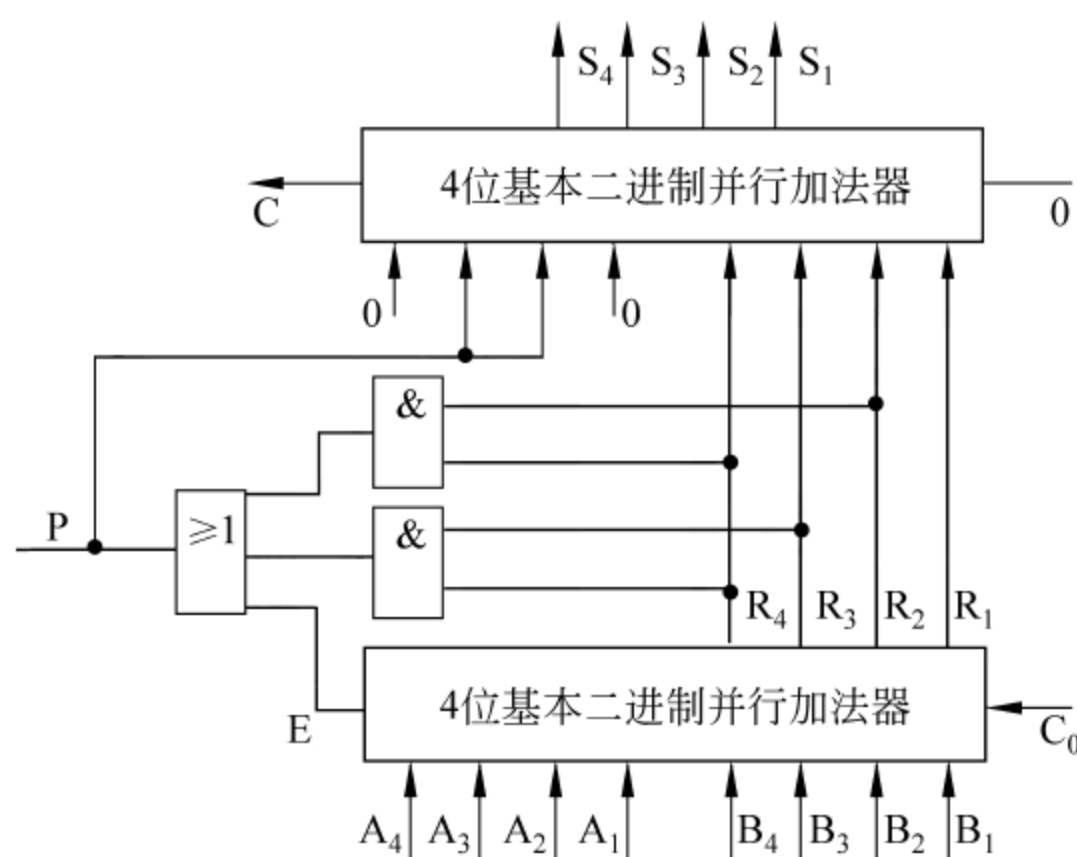 S₄ S₃ S₂ S₁
4位基本二进制并行加法器
C 0
0 0
&
P ≥1 &
R₄ R₃ R₂ R₁
4位基本二进制并行加法器
E C₀
A₄ A₃ A₂ A₁ B₄ B₃ B₂ B₁